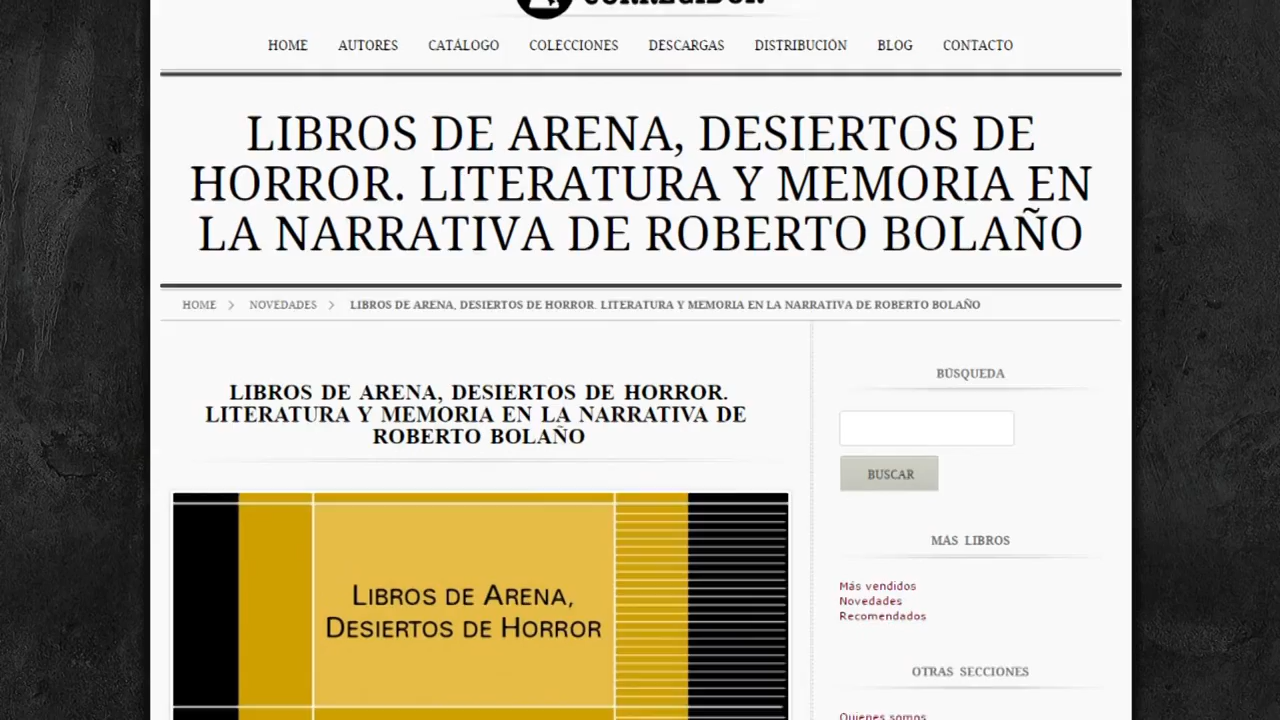 HOME AUTORES CATÁLOGO COLECCIONES DESCARGAS DISTRIBUCIÓN BLOG CONTACTO
LIBROS DE ARENA, DESIERTOS DE
HORROR. LITERATURA Y MEMORIA EN
LA NARRATIVA DE ROBERTO BOLAÑO
HOME > NOVEDADES > LIBROS DE ARENA, DESIERTOS DE HORROR. LITERATURA Y MEMORIA EN LA NARRATIVA DE ROBERTO BOLAÑO
LIBROS DE ARENA, DESIERTOS DE HORROR.
LITERATURA Y MEMORIA EN LA NARRATIVA DE
ROBERTO BOLAÑO
LIBROS DE ARENA,
DESIERTOS DE HORROR
BÚSQUEDA
BUSCAR
MÁS LIBROS
Más vendidos
Novedades
Recomendados
OTRAS SECCIONES
Quienes somos